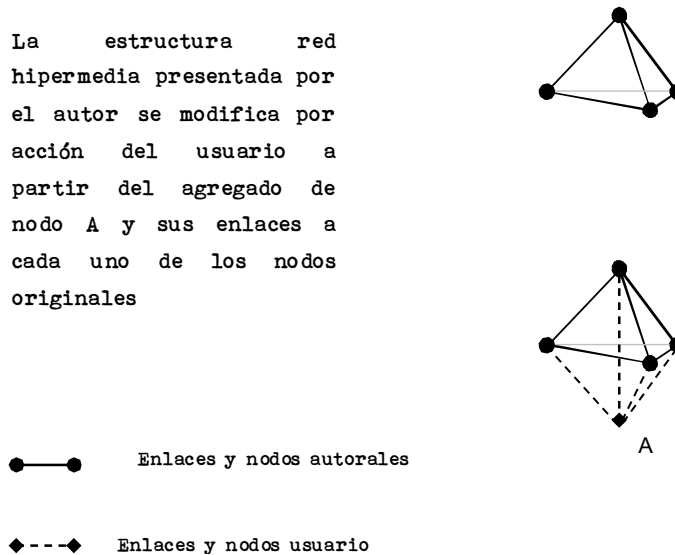 La estructura red
hipermedia presentada por
el autor se modifica por
acción del usuario a
partir del agregado de
nodo A y sus enlaces a
cada uno de los nodos
originales
A
Enlaces y nodos autorales
Enlaces y nodos usuario